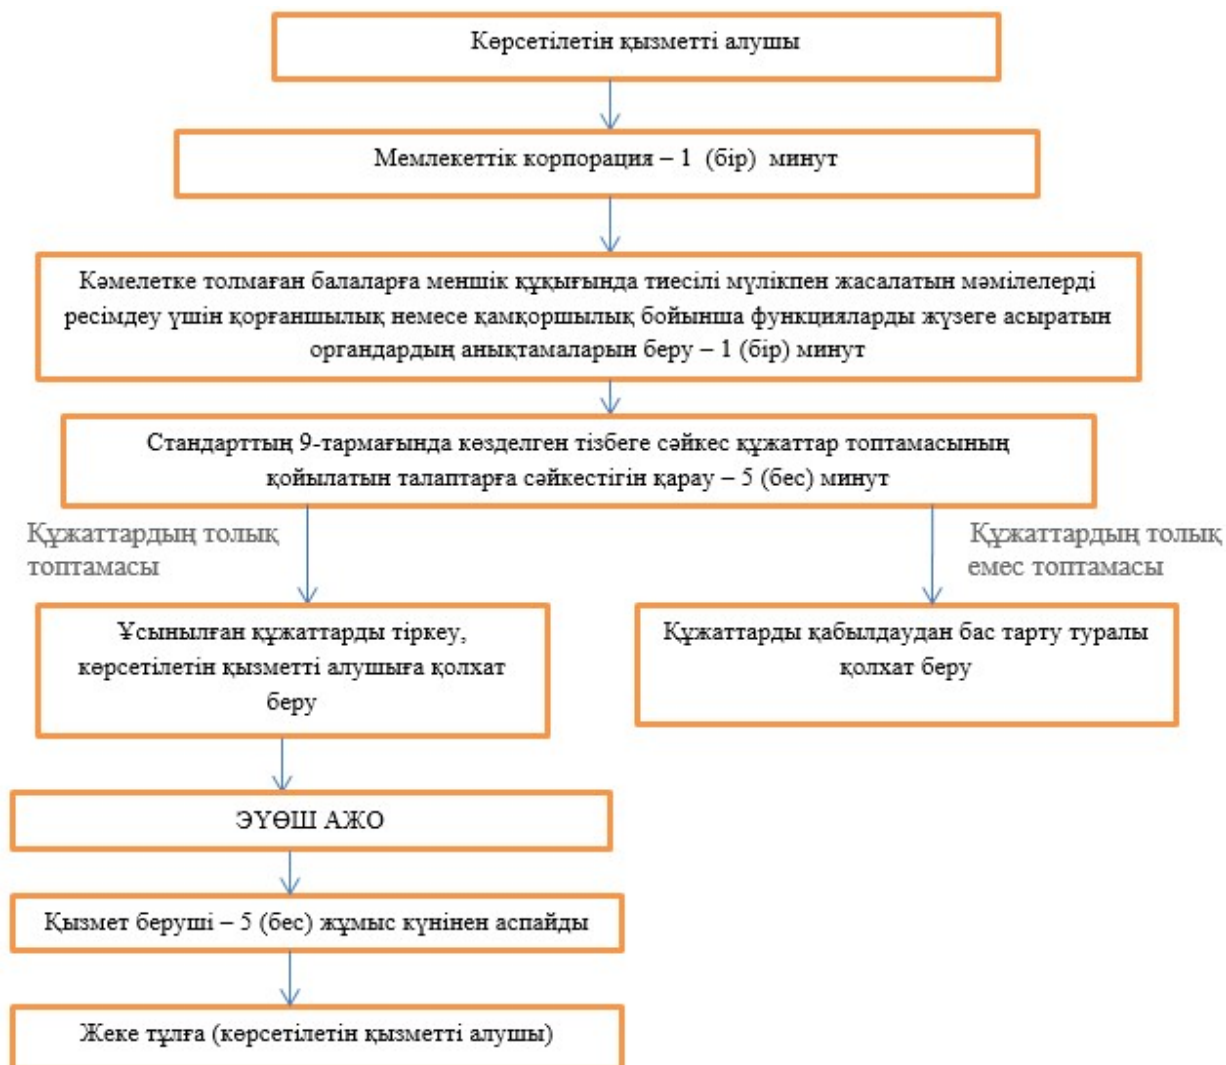 Көрсетілетін қызметті алушы
Мемлекеттік корпорация – 1 (бір) минут
Кәмелетке толмаған балаларға меншік құқығында тиесілі мүлікпен жасалатын мәмілелерді
ресімдеу үшін қорғаншылық немесе қамқоршылық бойынша функцияларды жүзеге асыратын
органдардың анықтамаларын беру – 1 (бір) минут
Стандарттың 9-тармағында көзделген тізбеге сәйкес құжаттар топтамасының
қойылатын талаптарға сәйкестігін қарау – 5 (бес) минут
Құжаттардың толық
топтамасы
Құжаттардың толық
емес топтамасы
Ұсынылған құжаттарды тіркеу,
көрсетілетін қызметті алушыға қолхат
беру
Құжаттарды қабылдаудан бас тарту туралы
қолхат беру
ЭҮӨШ АЖО
Қызмет беруші – 5 (бес) жұмыс күнінен аспайды
Жеке тұлға (көрсетілетін қызметті алушы)